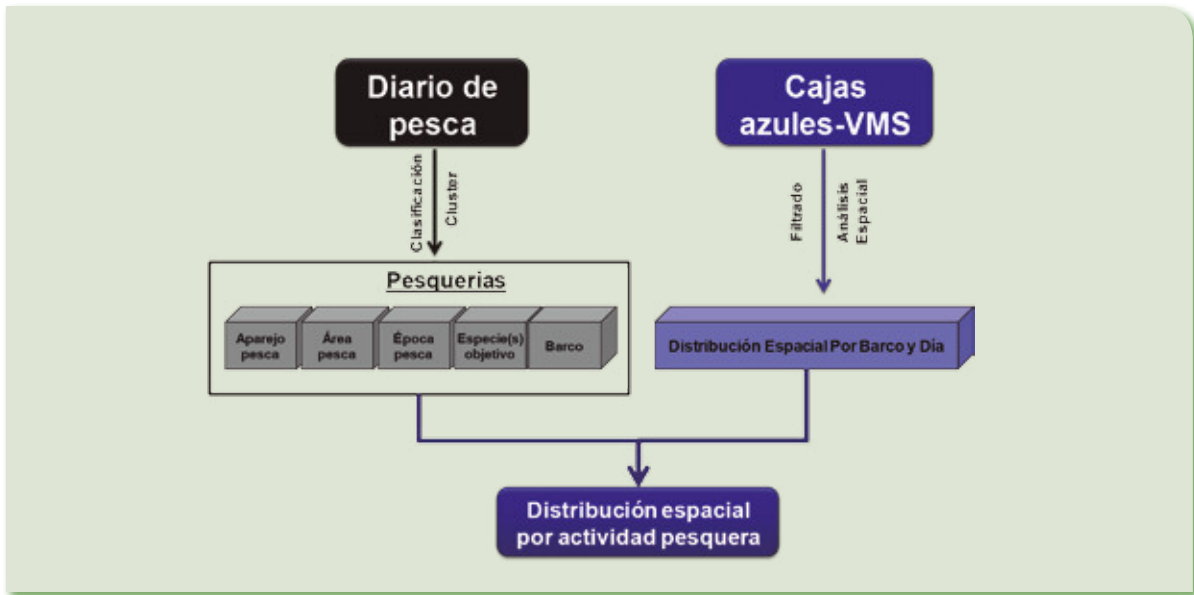 Diario de
pesca
Cajas
azules-VMS
Clasificación
Cluster
Filtrado
Análisis
Espacial
Pesquerias
Aparejo
pesca
Área
pesca
Época
pesca
Especie(s)
objetivo
Barco
Distribución Espacial Por Barco y Día
Distribución espacial
por actividad pesquera